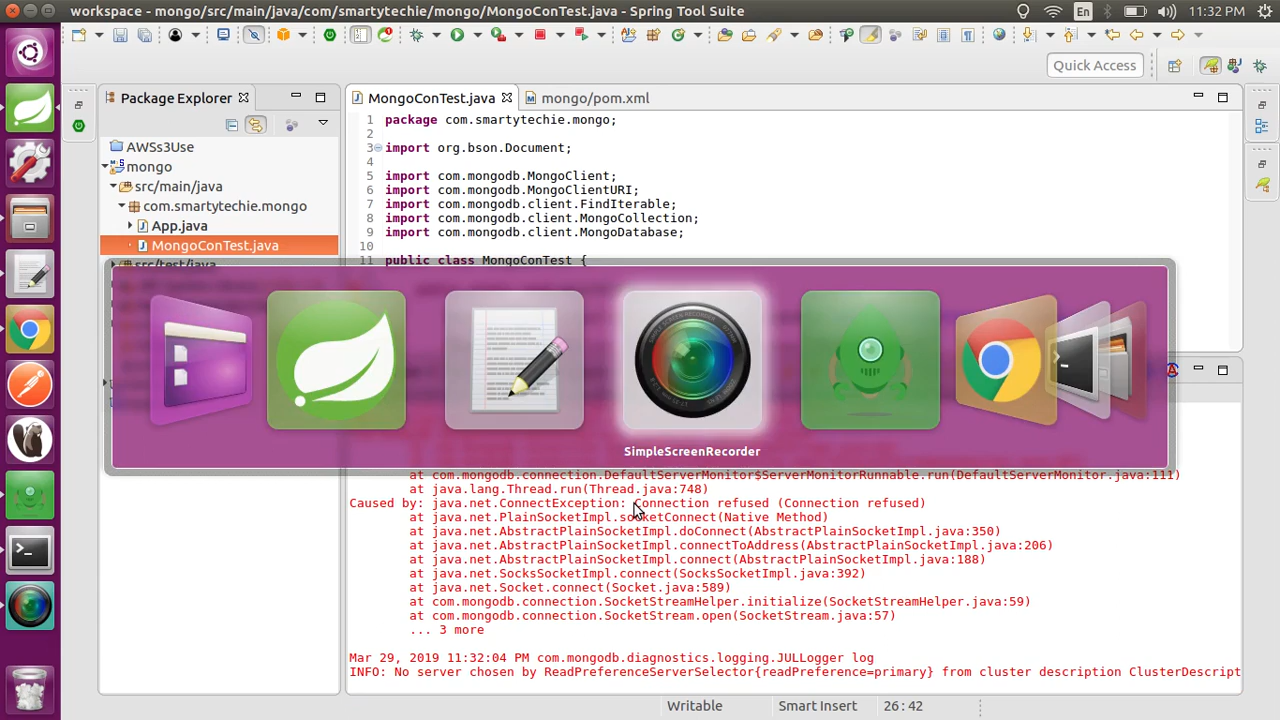 workspace - mongo/src/main/java/com/smartytechie/mongo/MongoConTest.java - Spring Tool Suite
En
11:32 PM
Quick Access
Package Explorer
MongoConTest.java
mongo/pom.xml
AWSs3Use
mongo
src/main/java
com.smartytechie.mongo
App.java
MongoConTest.java
src/test/java
1 package com.smartytechie.mongo;
2
3 import org.bson.Document;
4
5 import com.mongodb.MongoClient;
6 import com.mongodb.MongoClientURI;
7 import com.mongodb.client.FindIterable;
8 import com.mongodb.client.MongoCollection;
9 import com.mongodb.client.MongoDatabase;
10
11 public class MongoConTest {
SimpleScreenRecorder
at com.mongodb.connection.DefaultServerMonitor$ServerMonitorRunnable.run(DefaultServerMonitor.java:111)
at java.lang.Thread.run(Thread.java:748)
Caused by: java.net.ConnectException: Connection refused (Connection refused)
at java.net.PlainSocketImpl.socketConnect(Native Method)
at java.net.AbstractPlainSocketImpl.doConnect(AbstractPlainSocketImpl.java:350)
at java.net.AbstractPlainSocketImpl.connectToAddress(AbstractPlainSocketImpl.java:206)
at java.net.AbstractPlainSocketImpl.connect(AbstractPlainSocketImpl.java:188)
at java.net.SocksSocketImpl.connect(SocksSocketImpl.java:392)
at java.net.Socket.connect(Socket.java:589)
at com.mongodb.connection.SocketStreamHelper.initialize(SocketStreamHelper.java:59)
at com.mongodb.connection.SocketStream.open(SocketStream.java:57)
... 3 more
Mar 29, 2019 11:32:04 PM com.mongodb.diagnostics.logging.JULLogger log
INFO: No server chosen by ReadPreferenceServerSelector{readPreference=primary} from cluster description ClusterDescript
Writable
Smart Insert
26:42